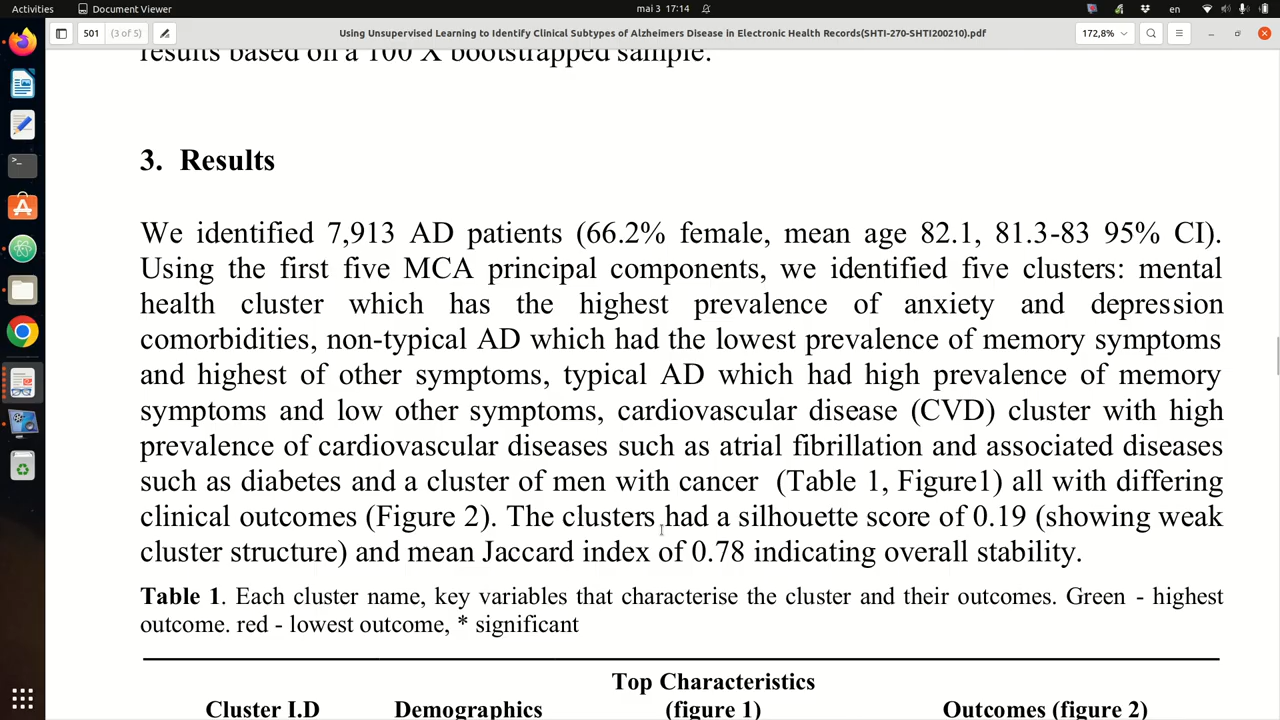 Activities
Document Viewer
mai 3 17:14
en
501
(3 of 5)
Using Unsupervised Learning to Identify Clinical Subtypes of Alzheimers Disease in Electronic Health Records(SHTI-270-SHTI200210).pdf
172,8%
results based on a 100 X bootstrapped sample.
3. Results
We identified 7,913 AD patients (66.2% female, mean age 82.1, 81.3-83 95% CI).
Using the first five MCA principal components, we identified five clusters: mental
health cluster which has the highest prevalence of anxiety and depression
comorbidities, non-typical AD which had the lowest prevalence of memory symptoms
and highest of other symptoms, typical AD which had high prevalence of memory
symptoms and low other symptoms, cardiovascular disease (CVD) cluster with high
prevalence of cardiovascular diseases such as atrial fibrillation and associated diseases
such as diabetes and a cluster of men with cancer (Table 1, Figure1) all with differing
clinical outcomes (Figure 2). The clusters had a silhouette score of 0.19 (showing weak
cluster structure) and mean Jaccard index of 0.78 indicating overall stability.
Table 1. Each cluster name, key variables that characterise the cluster and their outcomes. Green - highest
outcome. red - lowest outcome, * significant
Top Characteristics
Cluster I.D Demographics (figure 1) Outcomes (figure 2)